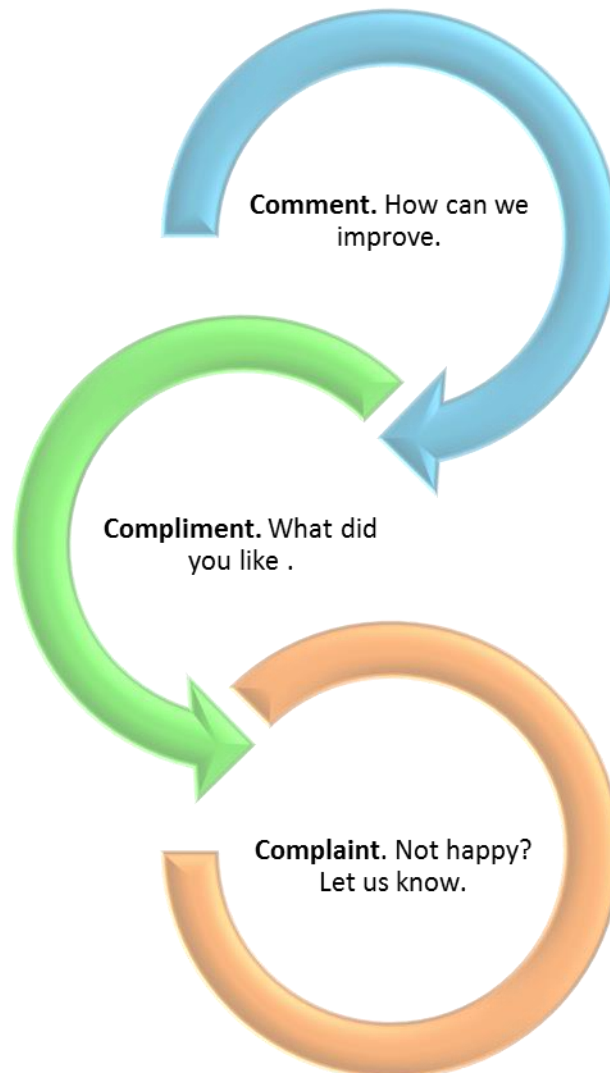 Comment. How can we
improve.
Compliment. What did
you like .
Complaint. Not happy?
Let us know.